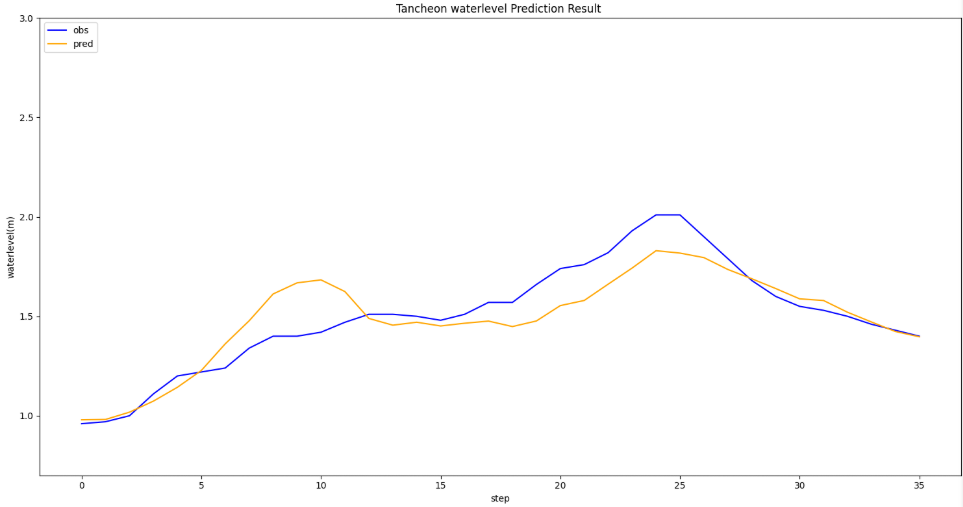 Tancheon waterlevel Prediction Result
obs
pred
3.0
2.5
2.0
1.5
1.0
waterlevel(m)
0 5 10 15 20 25 30 35
step